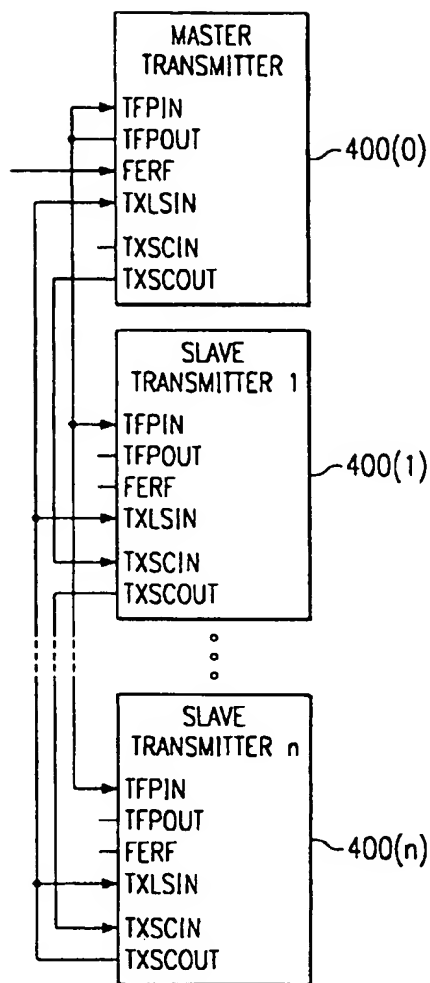 MASTER
TRANSMITTER
TFPIN
TFPOUT
FERF
TXLSIN
TXSCIN
TXSCOUT
400(0)
SLAVE
TRANSMITTER 1
TFPIN
TFPOUT
FERF
TXLSIN
TXSCIN
TXSCOUT
400(1)
SLAVE
TRANSMITTER n
TFPIN
TFPOUT
FERF
TXLSIN
TXSCIN
TXSCOUT
400(n)